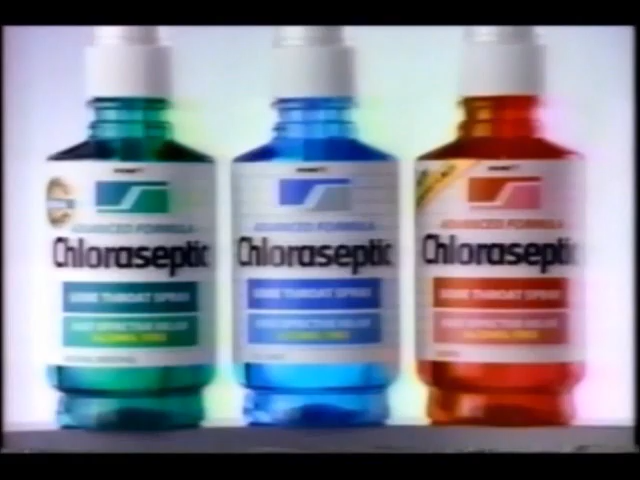 ADVANCED FORMULA
Chloraseptic
SORE THROAT SPRAY
FAST EFFECTIVE RELIEF
ALCOHOL FREE
ADVANCED FORMULA
Chloraseptic
SORE THROAT SPRAY
FAST EFFECTIVE RELIEF
ALCOHOL FREE
ADVANCED FORMULA
Chloraseptic
SORE THROAT SPRAY
FAST EFFECTIVE RELIEF
ALCOHOL FREE